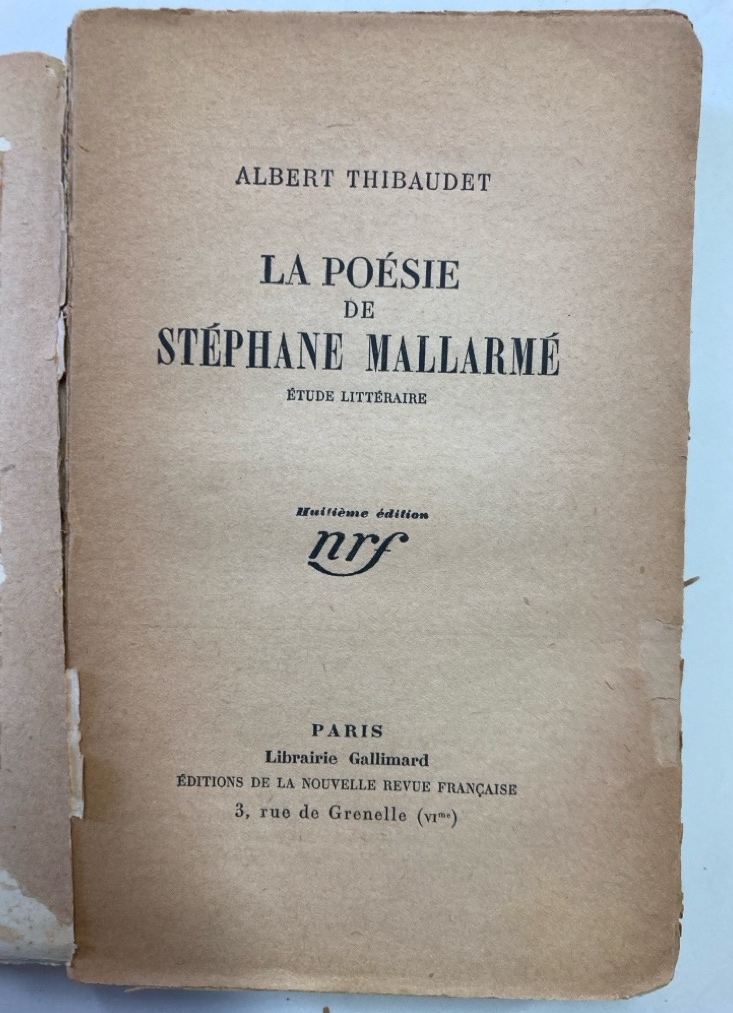 ALBERT THIBAUDET
LA POÉSIE
DE
STÉPHANE MALLARMÉ
ÉTUDE LITTÉRAIRE
Huitième édition
nrf
PARIS
Librairie Gallimard
ÉDITIONS DE LA NOUVELLE REVUE FRANÇAISE
3, rue de Grenelle (VIᵐᵉ)